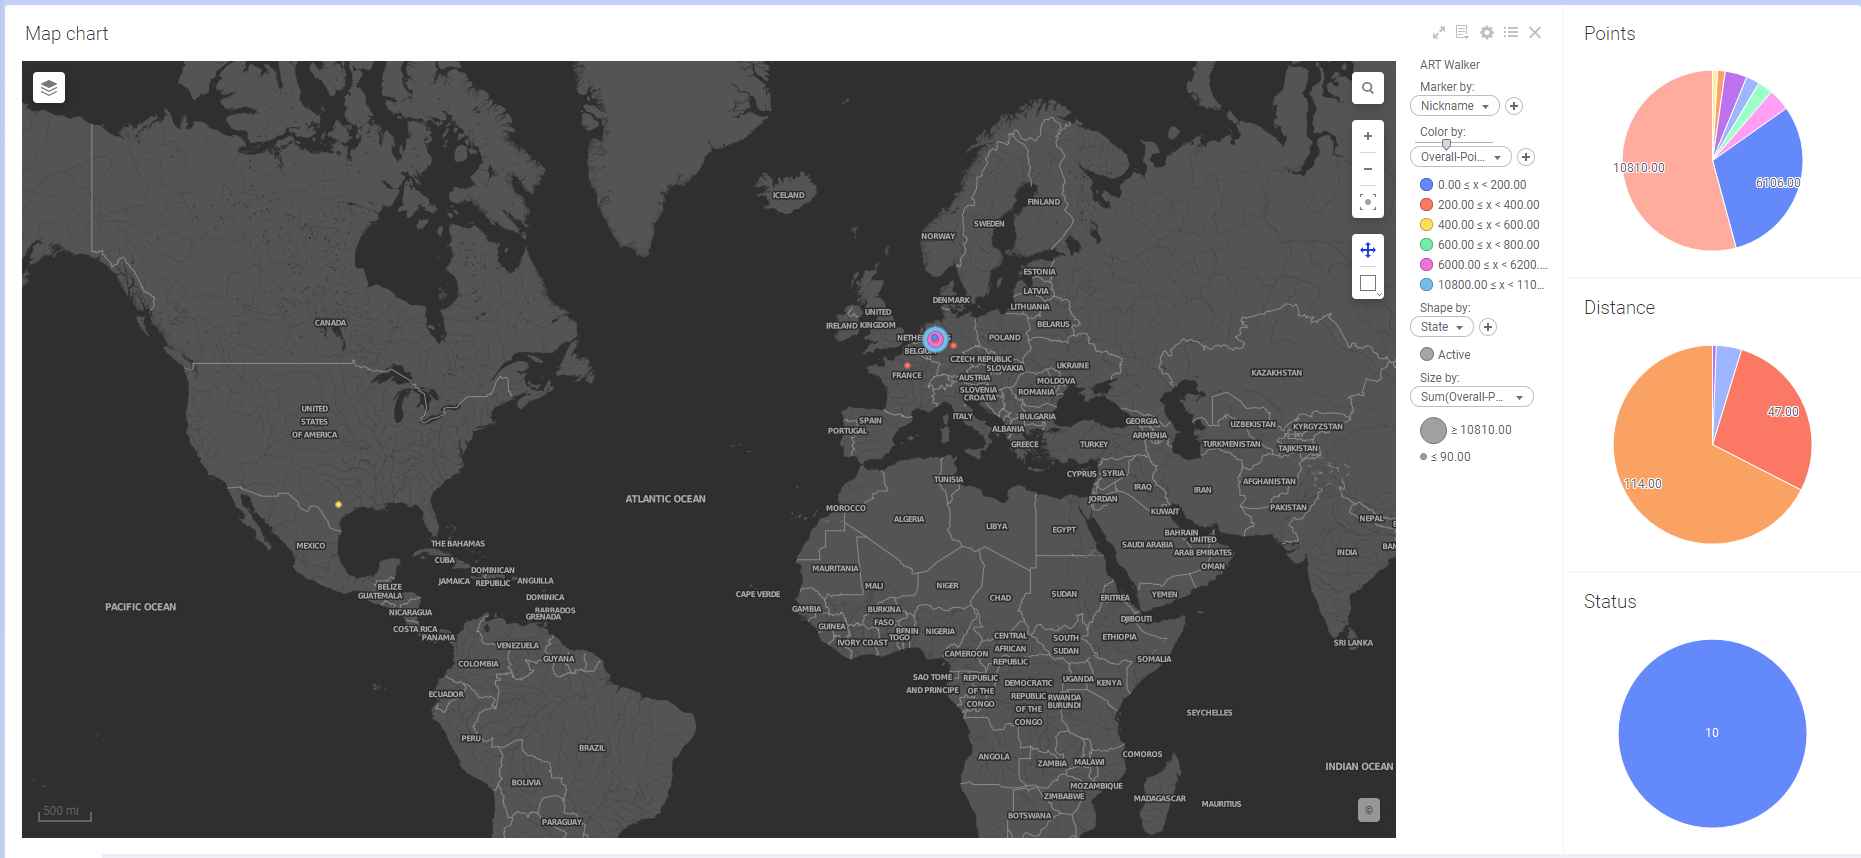 Map chart
ICELAND
FINLAND
SWEDEN
NORWAY
ESTONIA
LATVIA
DENMARK
LITHUANIA
UNITED
IRELAND KINGDOM
BELARUS
CANADA
NETHE
POLAND
BELGIU
CZECH REPUBLIC
SLOVAKIA
UKRAINE
FRANCE
AUSTRIA
MOLDOVA
KAZAKHSTAN
SLOVENIA
CROATIA
ROMANIA
UNITED
STATES
OF AMERICA
ITALY
BULGARIA
SPAIN
PORTUGAL
ALBANIA
GREECE
TURKEY
GEORGIA
ARMENIA
UZBEKISTAN
KYRGYZSTAN
TURKMENISTAN
TAJIKISTAN
TUNISIA
CYPRUS
SYRIA
IRAQ
IRAN
AFGHANISTAN
ATLANTIC OCEAN
JORDAN
MOROCCO
ALGERIA
LIBYA
EGYPT
KUWAIT
PAKISTAN
NEPAL
MEXICO
THE BAHAMAS
BAHRAIN
UNITED
ARAB EMIRATES
SAUDI ARABIA
INDIA
BAN
CUBA
OMAN
DOMINICAN
REPUBLIC
JAMAICA
ANGUILLA
MAURITANIA
BELIZE
GUATEMALA
MALI
NIGER
CHAD
SUDAN
ERITREA
YEMEN
CAPE VERDE
DOMINICA
PACIFIC OCEAN
NICARAGUA
BARBADOS
GRENADA
GAMBIA
BURKINA
FASO
DJIBOUTI
COSTA RICA
PANAMA
GUINEA
BENIN
TOGO
NIGERIA
IVORY COAST
CENTRAL
AFRICAN
REPUBLIC
SOUTH
SUDAN
ETHIOPIA
SRI LANKA
VENEZUELA
CAMEROON
COLOMBIA
GUYANA
SOMALIA
SAO TOME
AND PRINCIPE
REPUBLIC
OF THE
CONGO
DEMOCRATIC
REPUBLIC
OF THE
CONGO
UGANDA
KENYA
RWANDA
BURUNDI
ECUADOR
SEYCHELLES
PERU
BRAZIL
ANGOLA
ZAMBIA
MALAWI
COMOROS
INDIAN OCEAN
BOLIVIA
MOZAMBIQUE
ZIMBABWE
MADAGASCAR
MAURITIUS
500 mi
PARAGUAY
BOTSWANA
©
ART Walker
Marker by:
Nickname
Color by:
Overall-Poi...
0.00 ≤ x < 200.00
200.00 ≤ x < 400.00
400.00 ≤ x < 600.00
600.00 ≤ x < 800.00
6000.00 ≤ x < 6200....
10800.00 ≤ x < 110...
Shape by:
State
Active
Size by:
Sum(Overall-P...
≥ 10810.00
≤ 90.00
Points
10810.00
6106.00
Distance
47.00
114.00
Status
10